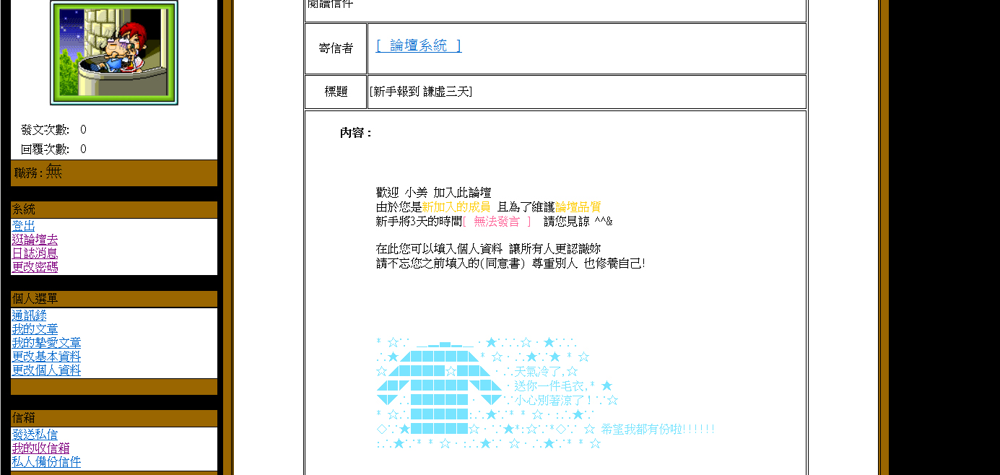 發文次數: 0
回覆次數: 0
職務 : 無
系統
登出
逛論壇去
日誌消息
更改密碼
個人選單
通訊錄
我的文章
我的摯愛文章
更改基本資料
更改個人資料
信箱
發送私信
我的收信箱
私人備份信件
閱讀信件
寄信者
[ 論壇系統 ]
標題
[新手報到 謙虛三天]
內容 :
歡迎 小美 加入此論壇
由於您是新加入的成員 且為了維護論壇品質
新手將3天的時間[ 無法發言 ] 請您見諒 ^^&
在此您可以填入個人資料 讓所有人更認識妳
請不忘您之前填入的(同意書) 尊重別人 也修養自己!
* ☆∵ ＿▂▃▂＿．★∵∴☆．★∵∴
∴★◢█████◣* ☆．∴★∵★ * ☆
☆◢████☆██◣．∴天氣冷了,☆
◢█◤█████◥█◣．送你一件毛衣,* ★
◥◤∴█████．◥◤∵小心別著涼了！∵☆
* ☆∴█████:∴★∵* * ☆．:∴★∵
◇∵★█████☆．∵★*:☆∵*◇∵ ☆ 希望我都有份啦!!!!!!
:∴★∵* * ☆．:∴★∵ ☆．∴★∵* * ☆